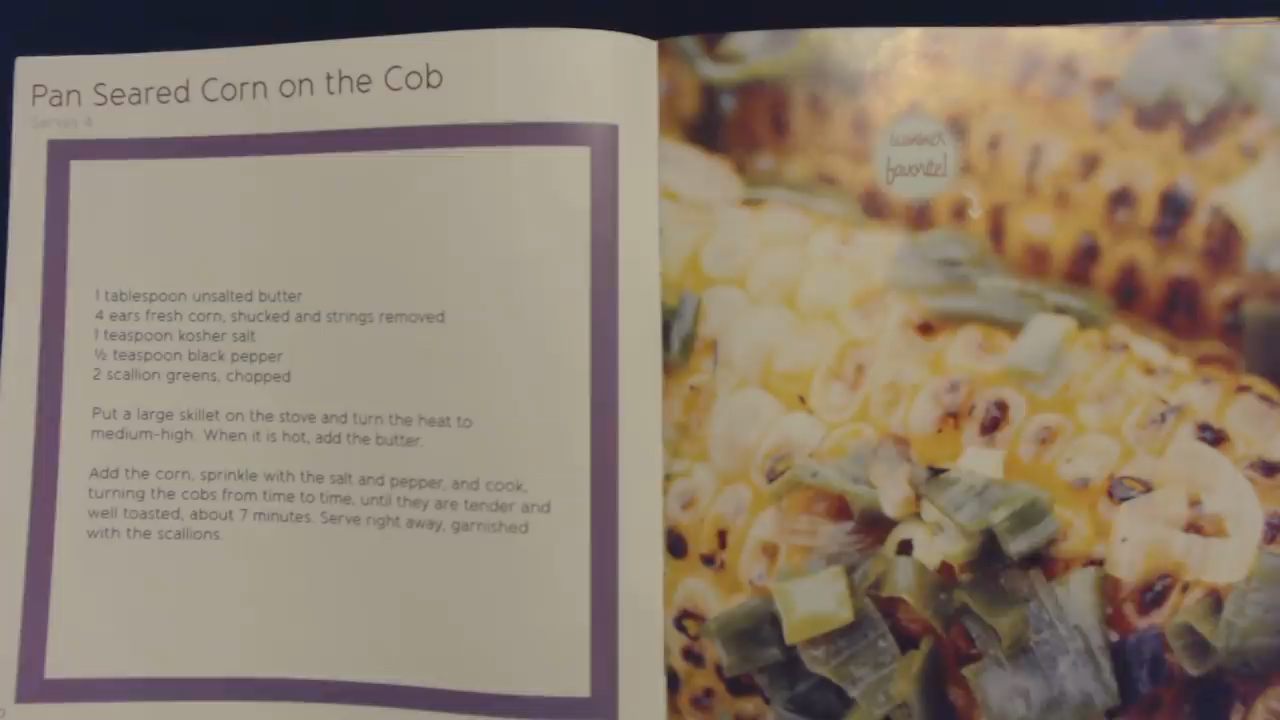 Pan Seared Corn on the Cob
Serves 4
1 tablespoon unsalted butter
4 ears fresh corn, shucked and strings removed
1 teaspoon kosher salt
½ teaspoon black pepper
2 scallion greens, chopped
Put a large skillet on the stove and turn the heat to
medium-high. When it is hot, add the butter.
Add the corn, sprinkle with the salt and pepper, and cook,
turning the cobs from time to time, until they are tender and
well toasted, about 7 minutes. Serve right away, garnished
with the scallions.
favorite!